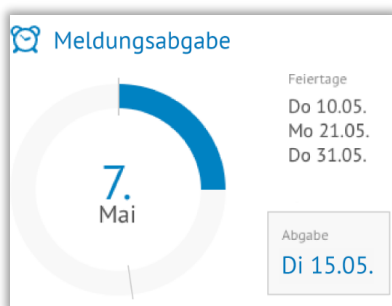 Meldungsabgabe
7.
Mai
Feiertage
Do 10.05.
Mo 21.05.
Do 31.05.
Abgabe
Di 15.05.